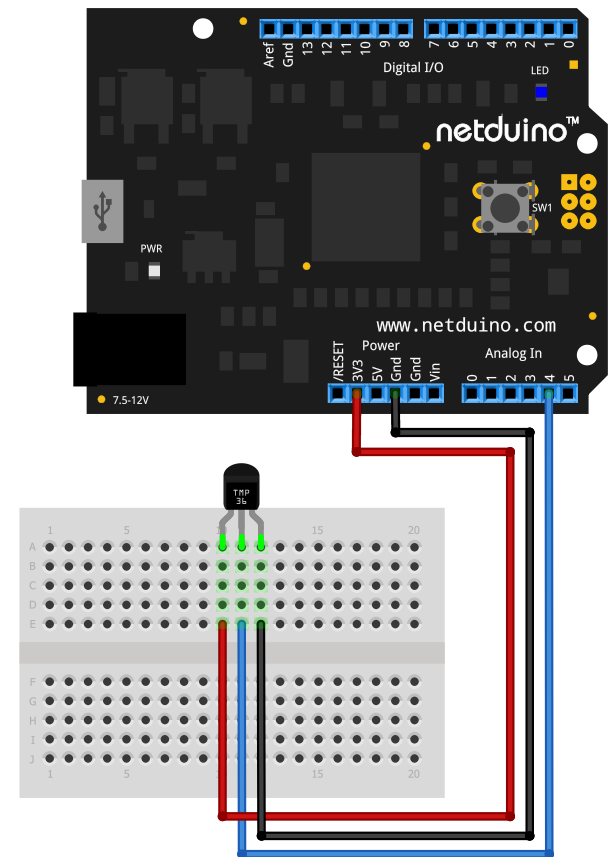 Aref Gnd 13 12 11 10 9 8 7 6 5 4 3 2 1 0
Digital I/O
LED
netduino™
SW1
PWR
www.netduino.com
Power
Analog In
/RESET 3V3 5V Gnd Gnd Vin 0 1 2 3 4 5
7.5-12V
TMP
36
1 5 15 20
A
B
C
D
E
F
G
H
I
J
1 5 15 20